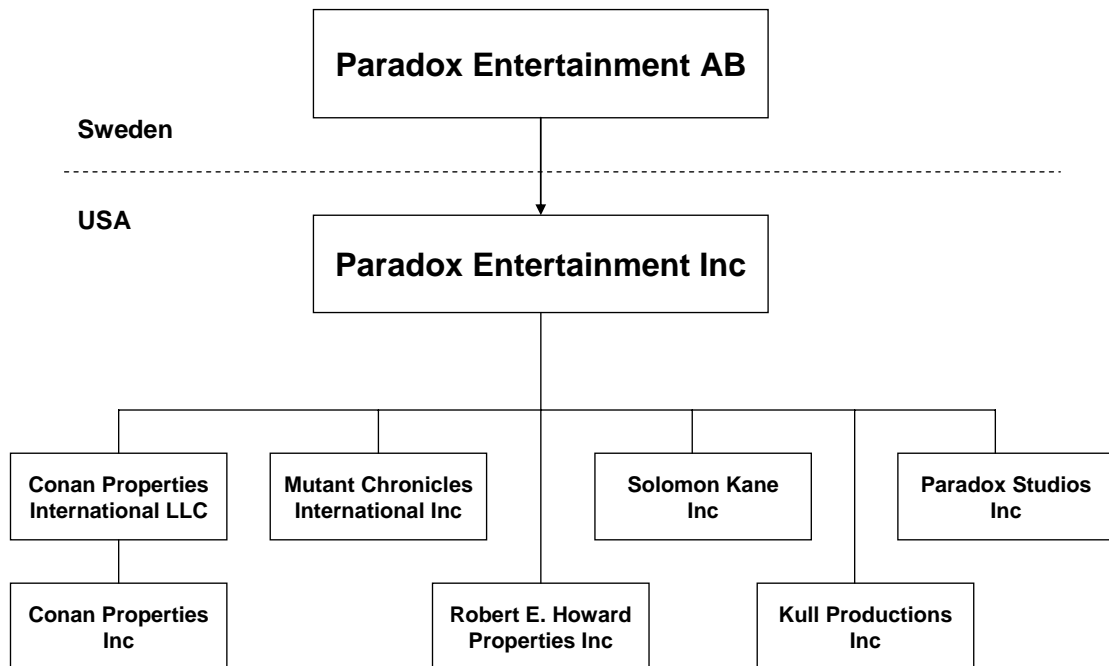 Paradox Entertainment AB
Sweden
USA
Paradox Entertainment Inc
Conan Properties
International LLC
Mutant Chronicles
International Inc
Solomon Kane
Inc
Paradox Studios
Inc
Conan Properties
Inc
Robert E. Howard
Properties Inc
Kull Productions
Inc